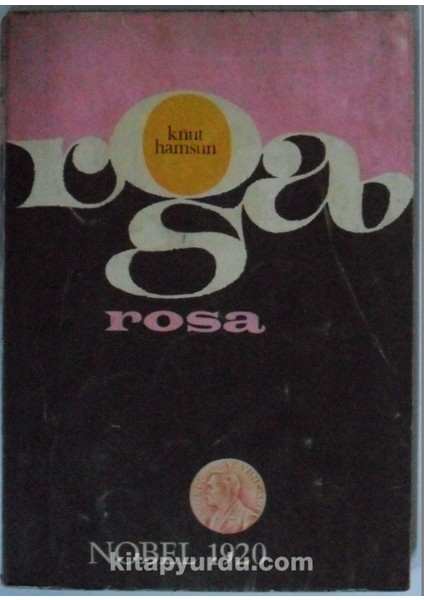 knut
hamsun
rosa
rosa
NOBEL 1920
kitapyurdu.com